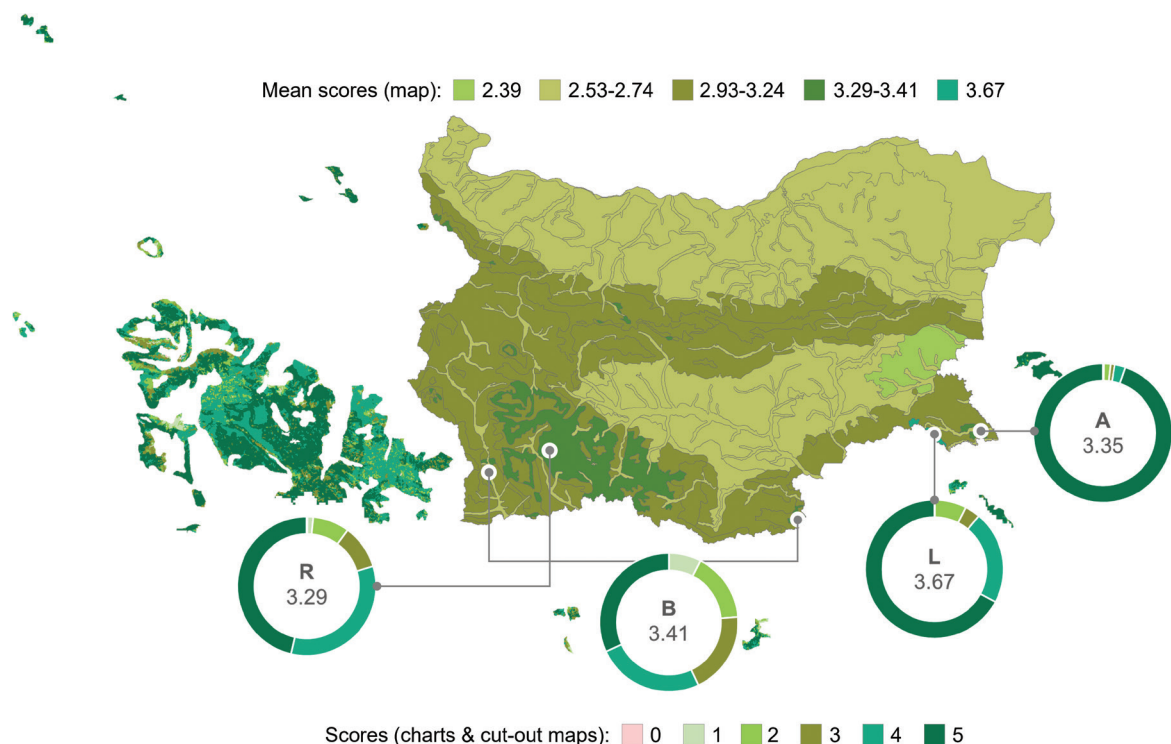 Mean scores (map): 2.39 2.53-2.74 2.93-3.24 3.29-3.41 3.67
A
3.35
L
3.67
R
3.29
B
3.41
Scores (charts & cut-out maps): 0 1 2 3 4 5